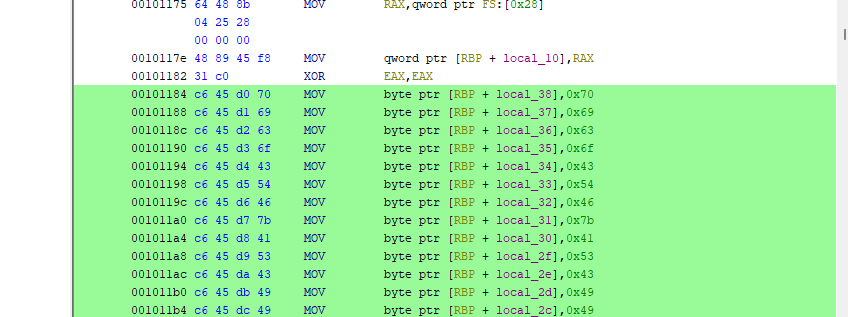 00101175 64 48 8b MOV RAX,qword ptr FS:[0x28]
04 25 28
00 00 00
0010117e 48 89 45 f8 MOV qword ptr [RBP + local_10],RAX
00101182 31 c0 XOR EAX,EAX
00101184 c6 45 d0 70 MOV byte ptr [RBP + local_38],0x70
00101188 c6 45 d1 69 MOV byte ptr [RBP + local_37],0x69
0010118c c6 45 d2 63 MOV byte ptr [RBP + local_36],0x63
00101190 c6 45 d3 6f MOV byte ptr [RBP + local_35],0x6f
00101194 c6 45 d4 43 MOV byte ptr [RBP + local_34],0x43
00101198 c6 45 d5 54 MOV byte ptr [RBP + local_33],0x54
0010119c c6 45 d6 46 MOV byte ptr [RBP + local_32],0x46
001011a0 c6 45 d7 7b MOV byte ptr [RBP + local_31],0x7b
001011a4 c6 45 d8 41 MOV byte ptr [RBP + local_30],0x41
001011a8 c6 45 d9 53 MOV byte ptr [RBP + local_2f],0x53
001011ac c6 45 da 43 MOV byte ptr [RBP + local_2e],0x43
001011b0 c6 45 db 49 MOV byte ptr [RBP + local_2d],0x49
001011b4 c6 45 dc 49 MOV byte ptr [RBP + local_2c],0x49